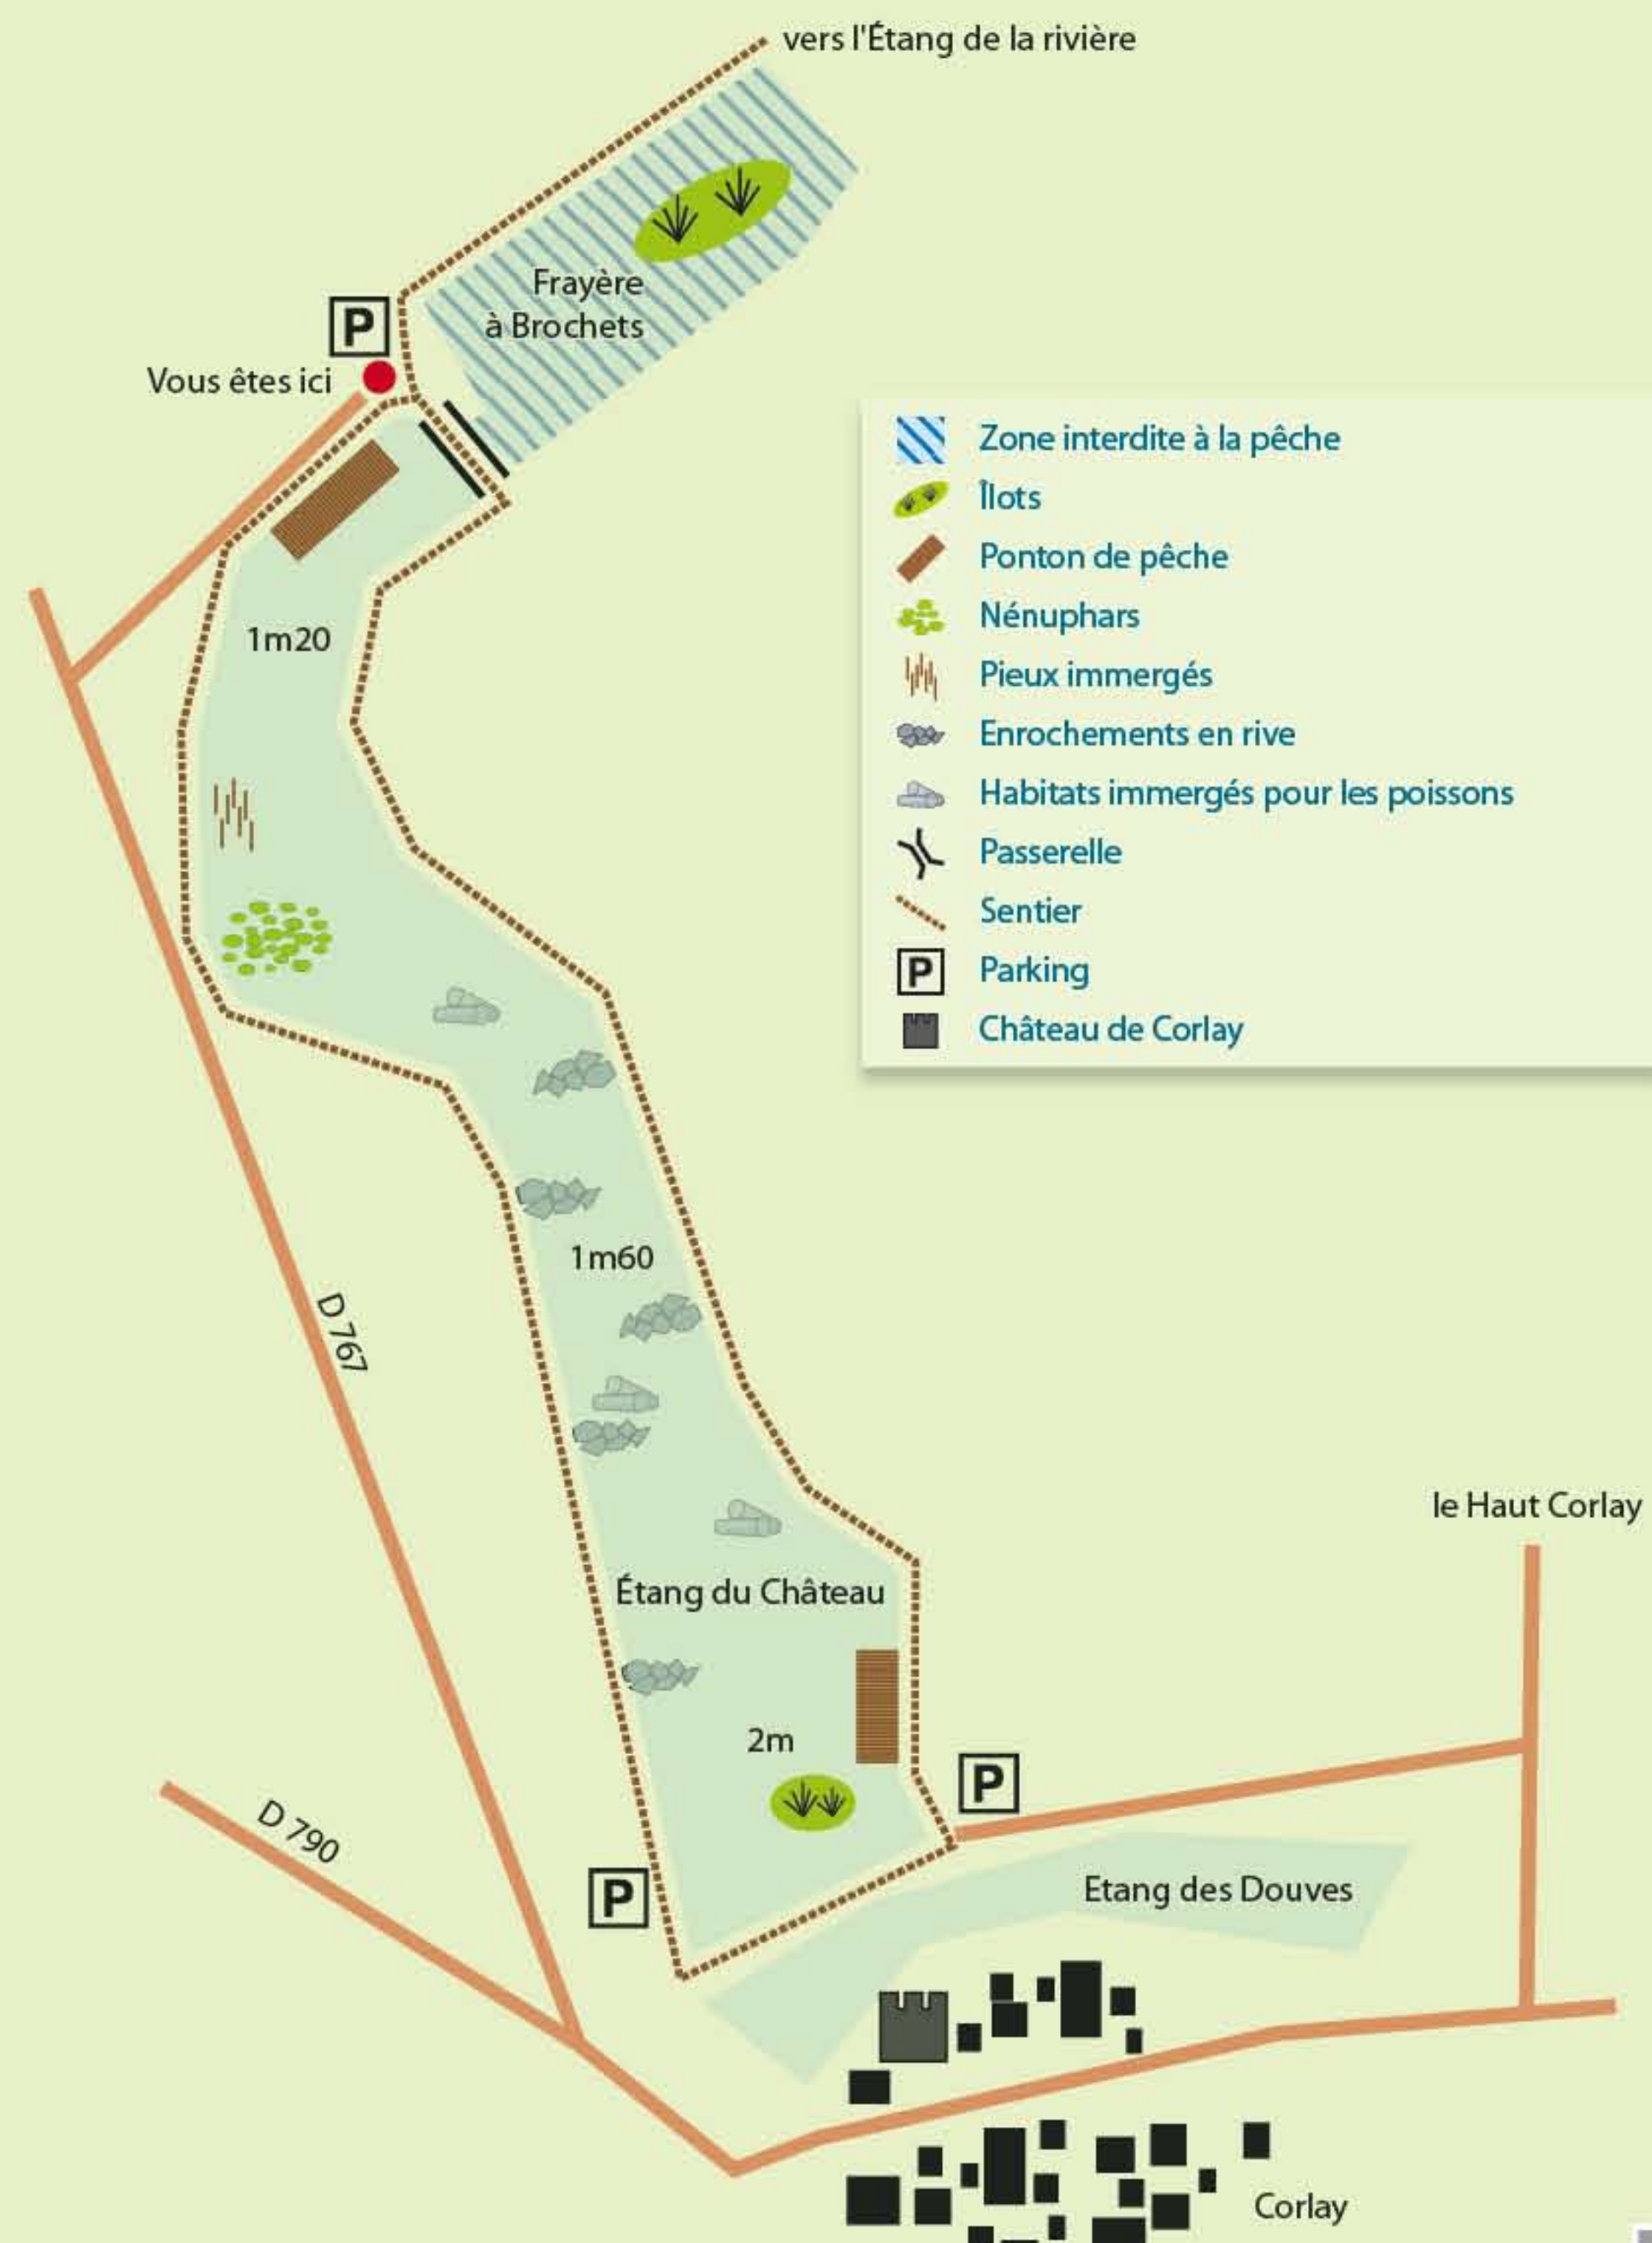 vers l'Étang de la rivière
Frayère
à Brochets
P
Vous êtes ici
Zone interdite à la pêche
Îlots
Ponton de pêche
1m20
Nénuphars
Pieux immergés
Enrochements en rive
Habitats immergés pour les poissons
Passerelle
Sentier
P Parking
Château de Corlay
1m60
D 767
le Haut Corlay
Étang du Château
2m
P
D 790
P
Etang des Douves
Corlay